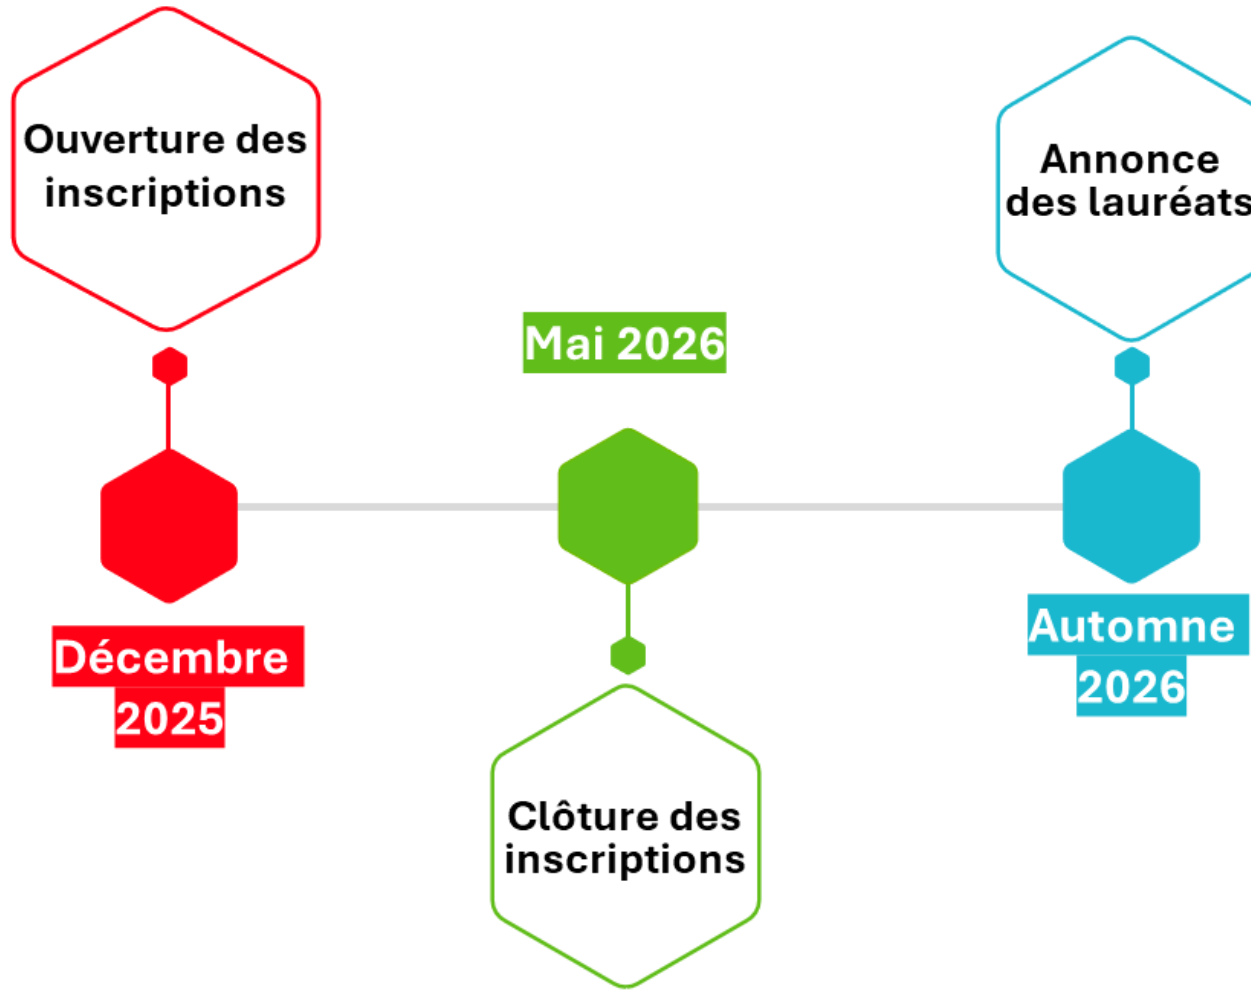 Ouverture des
inscriptions
Décembre
2025
Mai 2026
Clôture des
inscriptions
Annonce
des lauréats
Automne
2026